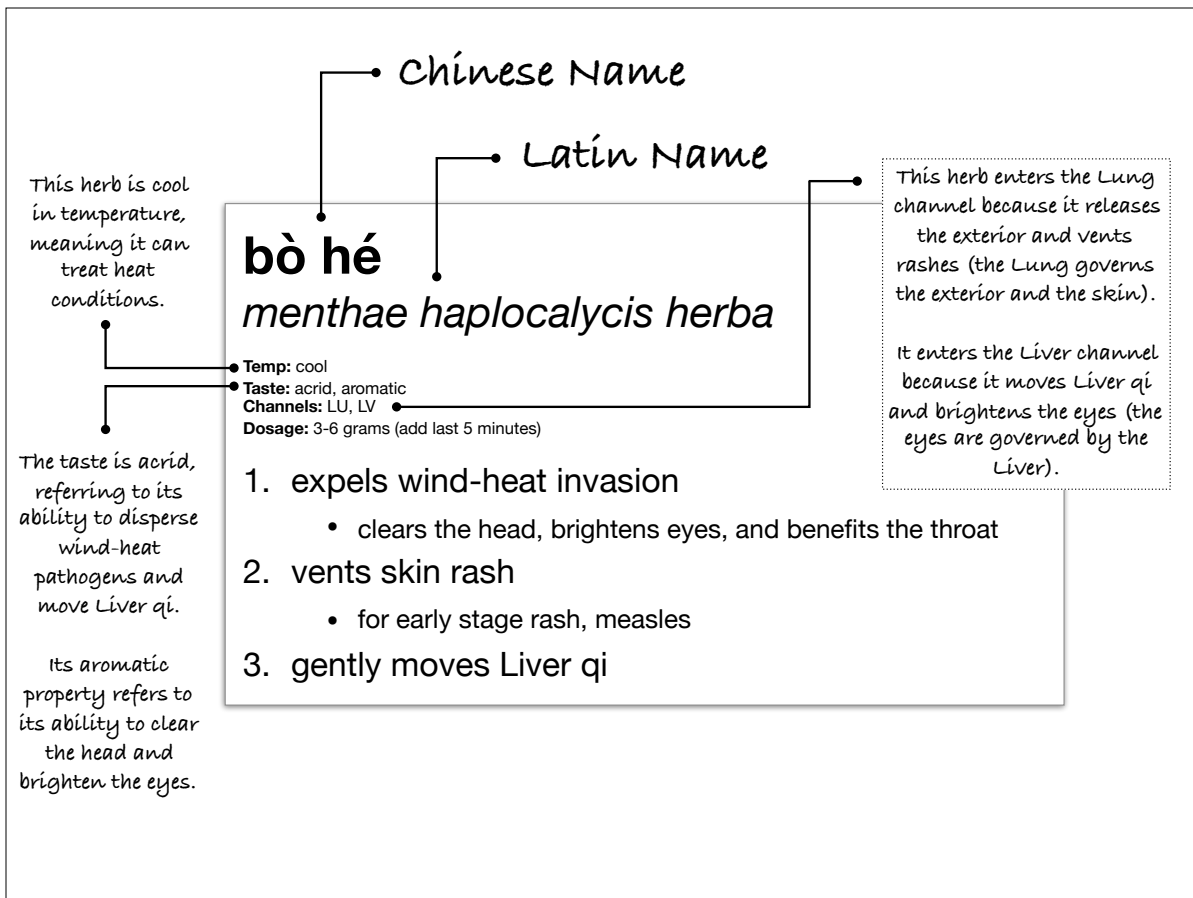 Chinese Name
Latin Name
This herb is cool
in temperature,
meaning it can
treat heat
conditions.
The taste is acrid,
referring to its
ability to disperse
wind-heat
pathogens and
move Liver qi.
Its aromatic
property refers to
its ability to clear
the head and
brighten the eyes.
bò hé
menthae haplocalycis herba
Temp: cool
Taste: acrid, aromatic
Channels: LU, LV
Dosage: 3-6 grams (add last 5 minutes)
1. expels wind-heat invasion
• clears the head, brightens eyes, and benefits the throat
2. vents skin rash
• for early stage rash, measles
3. gently moves Liver qi
This herb enters the Lung
channel because it releases
the exterior and vents
rashes (the Lung governs
the exterior and the skin).
It enters the Liver channel
because it moves Liver qi
and brightens the eyes (the
eyes are governed by the
Liver).